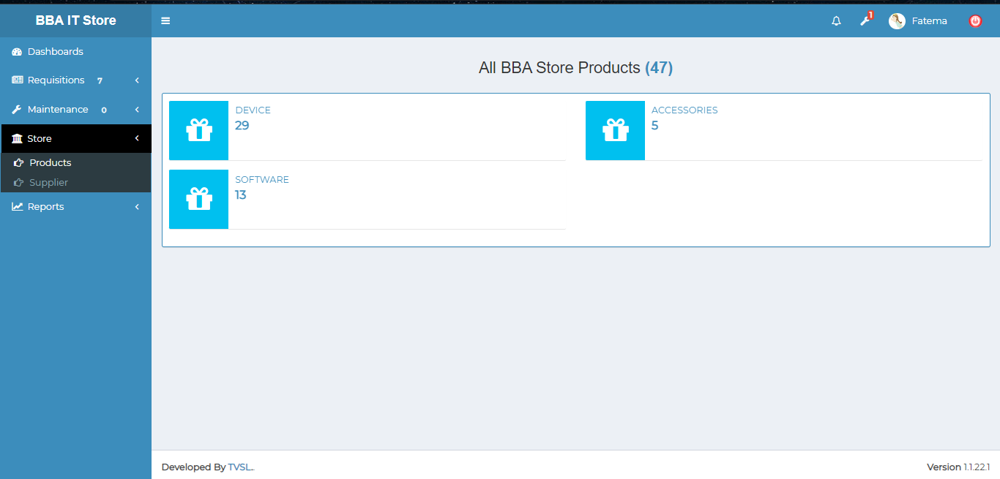 BBA IT Store
1
Fatema
Dashboards
Requisitions 7
Maintenance 0
Store
Products
Supplier
Reports
All BBA Store Products (47)
DEVICE
29
ACCESSORIES
5
SOFTWARE
13
Developed By TVSL..
Version 1.1.22.1